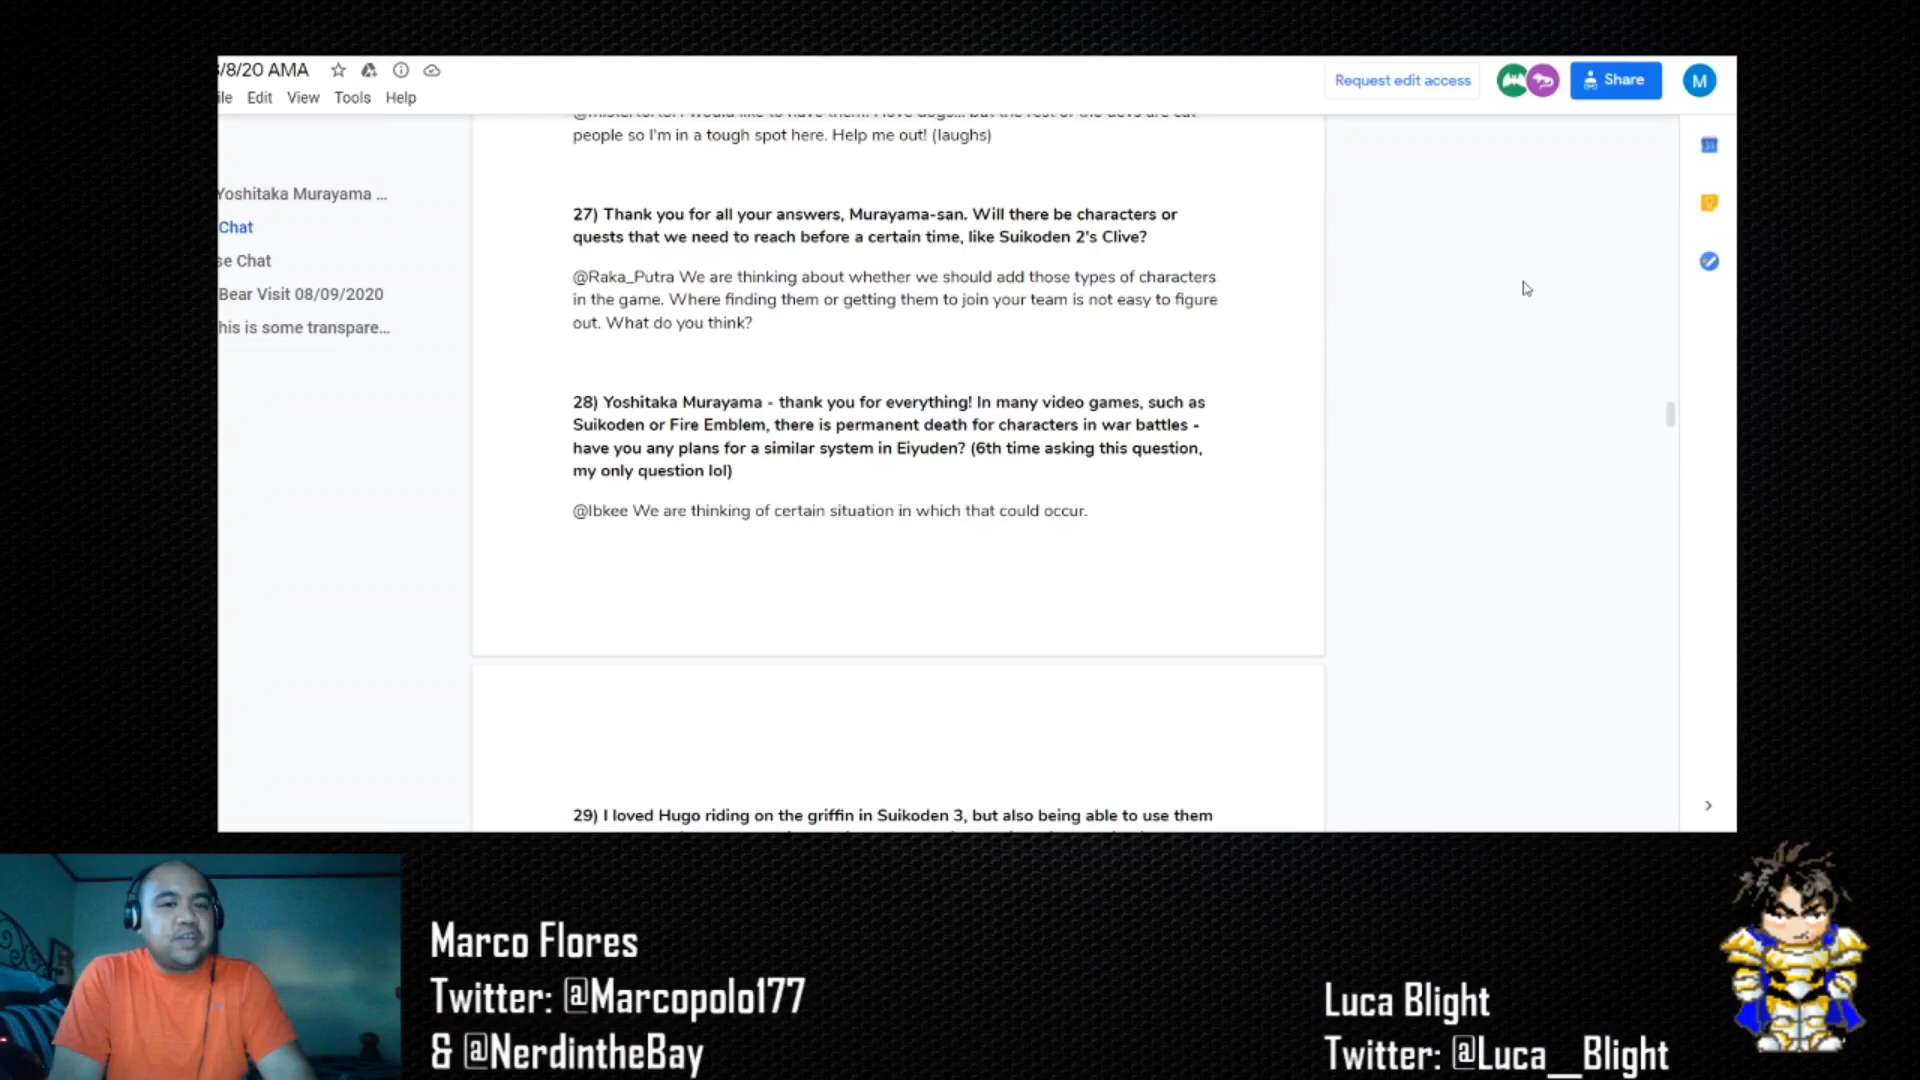 /8/20 AMA
File Edit View Tools Help
Request edit access
Share
M
Yoshitaka Murayama ...
Chat
se Chat
Bear Visit 08/09/2020
his is some transpare...
people so I'm in a tough spot here. Help me out! (laughs)
27) Thank you for all your answers, Murayama-san. Will there be characters or
quests that we need to reach before a certain time, like Suikoden 2's Clive?
@Raka_Putra We are thinking about whether we should add those types of characters
in the game. Where finding them or getting them to join your team is not easy to figure
out. What do you think?
28) Yoshitaka Murayama - thank you for everything! In many video games, such as
Suikoden or Fire Emblem, there is permanent death for characters in war battles -
have you any plans for a similar system in Eiyuden? (6th time asking this question,
my only question lol)
@Ibkee We are thinking of certain situation in which that could occur.
29) I loved Hugo riding on the griffin in Suikoden 3, but also being able to use them
Marco Flores
Twitter: @Marcopolo177
& @NerdintheBay
Luca Blight
Twitter: @Luca__Blight